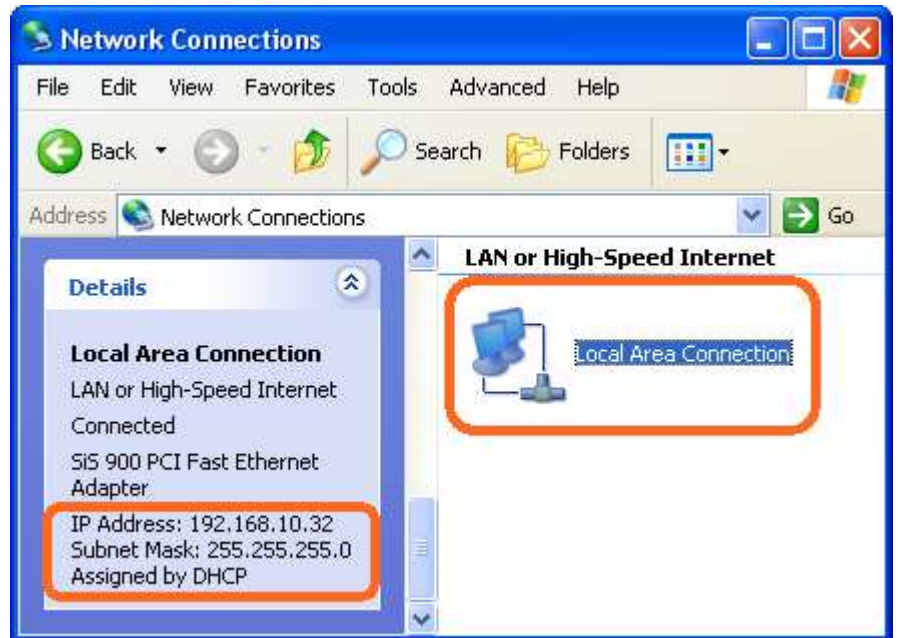 Network Connections
File Edit View Favorites Tools Advanced Help
Back Search Folders
Address Network Connections Go
Details
Local Area Connection
LAN or High-Speed Internet
Connected
SiS 900 PCI Fast Ethernet
Adapter
IP Address: 192.168.10.32
Subnet Mask: 255.255.255.0
Assigned by DHCP
LAN or High-Speed Internet
Local Area Connection